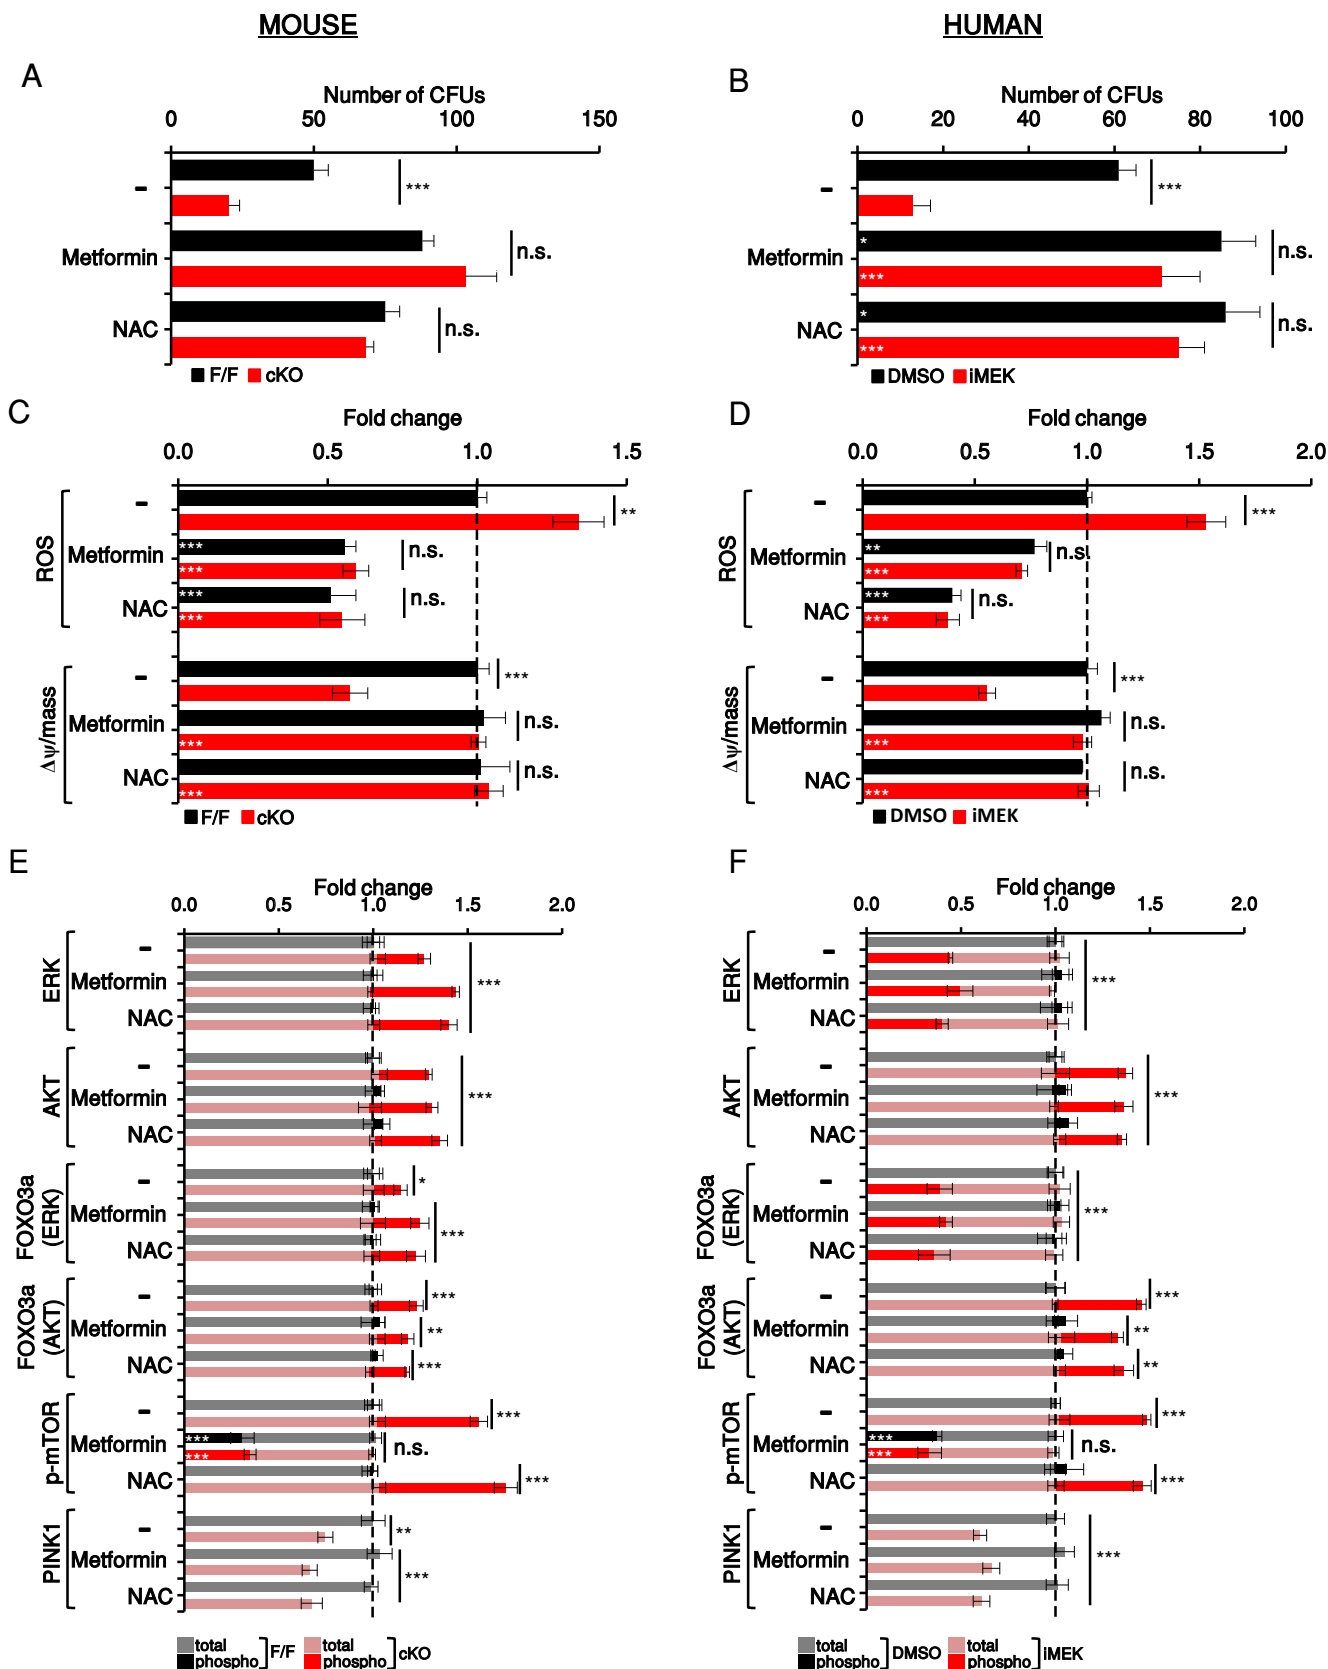 MOUSE
HUMAN
A
Number of CFUs
0 50 100 150
-
***
Metformin
n.s.
NAC
n.s.
F/F cKO
B
Number of CFUs
0 20 40 60 80 100
-
***
Metformin
*
***
n.s.
NAC
*
***
n.s.
DMSO iMEK
C
Fold change
0.0 0.5 1.0 1.5
ROS
-
**
Metformin
***
***
n.s.
NAC
***
***
n.s.
Δψ/mass
-
***
Metformin
***
n.s.
NAC
***
n.s.
F/F cKO
D
Fold change
0.0 0.5 1.0 1.5 2.0
ROS
-
***
Metformin
**
***
n.s.
NAC
***
***
n.s.
Δψ/mass
-
***
Metformin
***
n.s.
NAC
***
n.s.
DMSO iMEK
E
Fold change
0.0 0.5 1.0 1.5 2.0
ERK
-
Metformin
NAC
***
AKT
-
Metformin
NAC
***
FOXO3a
(ERK)
-
*
Metformin
NAC
***
FOXO3a
(AKT)
-
***
Metformin
**
NAC
***
p-mTOR
-
***
Metformin
***
***
n.s.
NAC
***
PINK1
-
**
Metformin
NAC
***
total
phospho
F/F
total
phospho
cKO
F
Fold change
0.0 0.5 1.0 1.5 2.0
ERK
-
Metformin
NAC
***
AKT
-
Metformin
NAC
***
FOXO3a
(ERK)
-
Metformin
NAC
***
FOXO3a
(AKT)
-
***
Metformin
**
NAC
**
p-mTOR
-
***
Metformin
***
***
n.s.
NAC
***
PINK1
-
Metformin
NAC
***
total
phospho
DMSO
total
phospho
iMEK